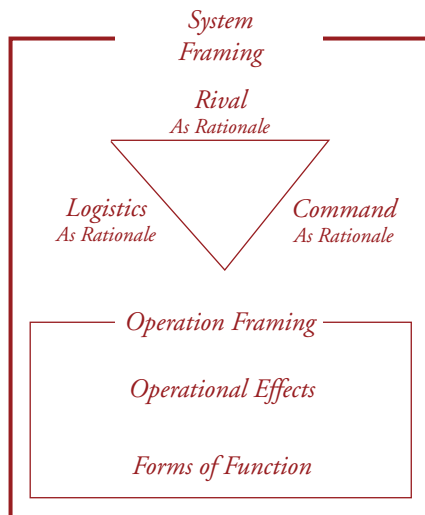 System
Framing
Rival
As Rationale
Logistics
As Rationale
Command
As Rationale
Operation Framing
Operational Effects
Forms of Function